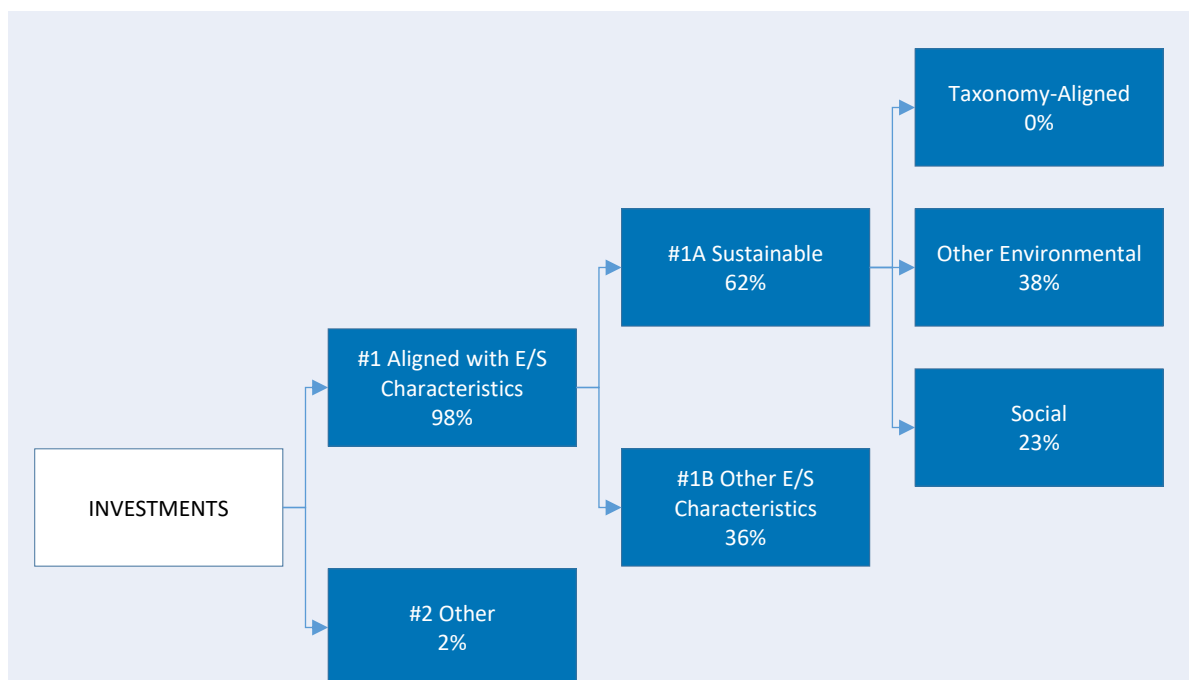 INVESTMENTS
#1 Aligned with E/S
Characteristics
98%
#2 Other
2%
#1A Sustainable
62%
#1B Other E/S
Characteristics
36%
Taxonomy-Aligned
0%
Other Environmental
38%
Social
23%